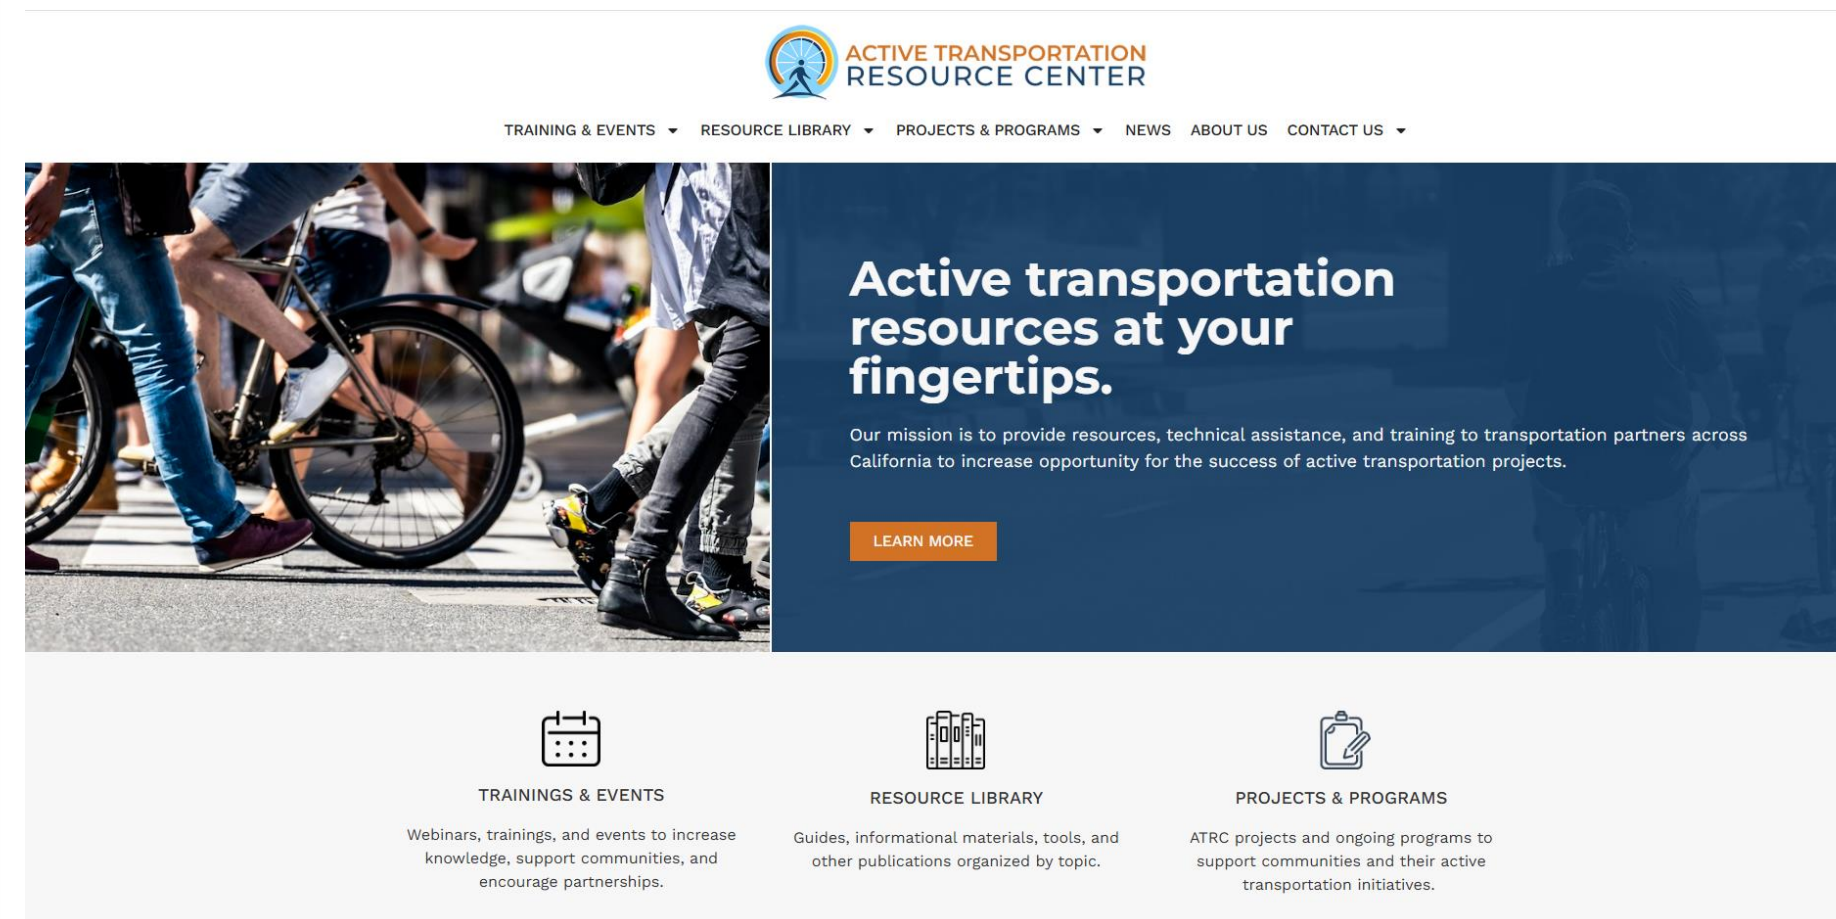 ACTIVE TRANSPORTATION
RESOURCE CENTER
TRAINING & EVENTS RESOURCE LIBRARY PROJECTS & PROGRAMS NEWS ABOUT US CONTACT US
Active transportation
resources at your
fingertips.
Our mission is to provide resources, technical assistance, and training to transportation partners across
California to increase opportunity for the success of active transportation projects.
LEARN MORE
TRAININGS & EVENTS
Webinars, trainings, and events to increase
knowledge, support communities, and
encourage partnerships.
RESOURCE LIBRARY
Guides, informational materials, tools, and
other publications organized by topic.
PROJECTS & PROGRAMS
ATRC projects and ongoing programs to
support communities and their active
transportation initiatives.